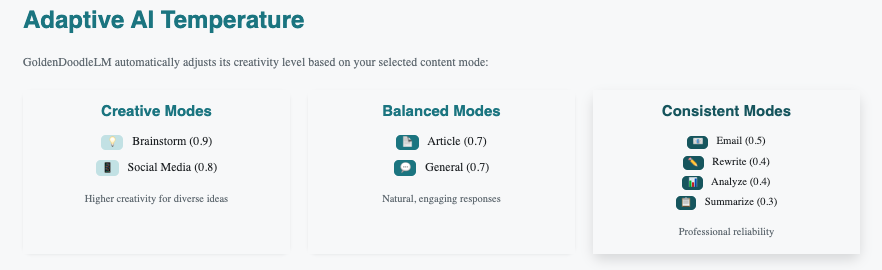 Adaptive AI Temperature
GoldenDoodleLM automatically adjusts its creativity level based on your selected content mode:
Creative Modes
Brainstorm (0.9)
Social Media (0.8)
Higher creativity for diverse ideas
Balanced Modes
Article (0.7)
General (0.7)
Natural, engaging responses
Consistent Modes
Email (0.5)
Rewrite (0.4)
Analyze (0.4)
Summarize (0.3)
Professional reliability